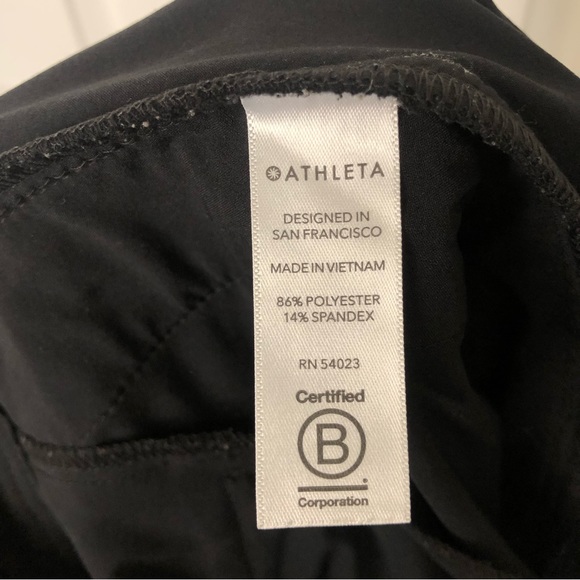 ATHLETA
DESIGNED IN
SAN FRANCISCO
MADE IN VIETNAM
86% POLYESTER
14% SPANDEX
RN 54023
Certified
B
Corporation